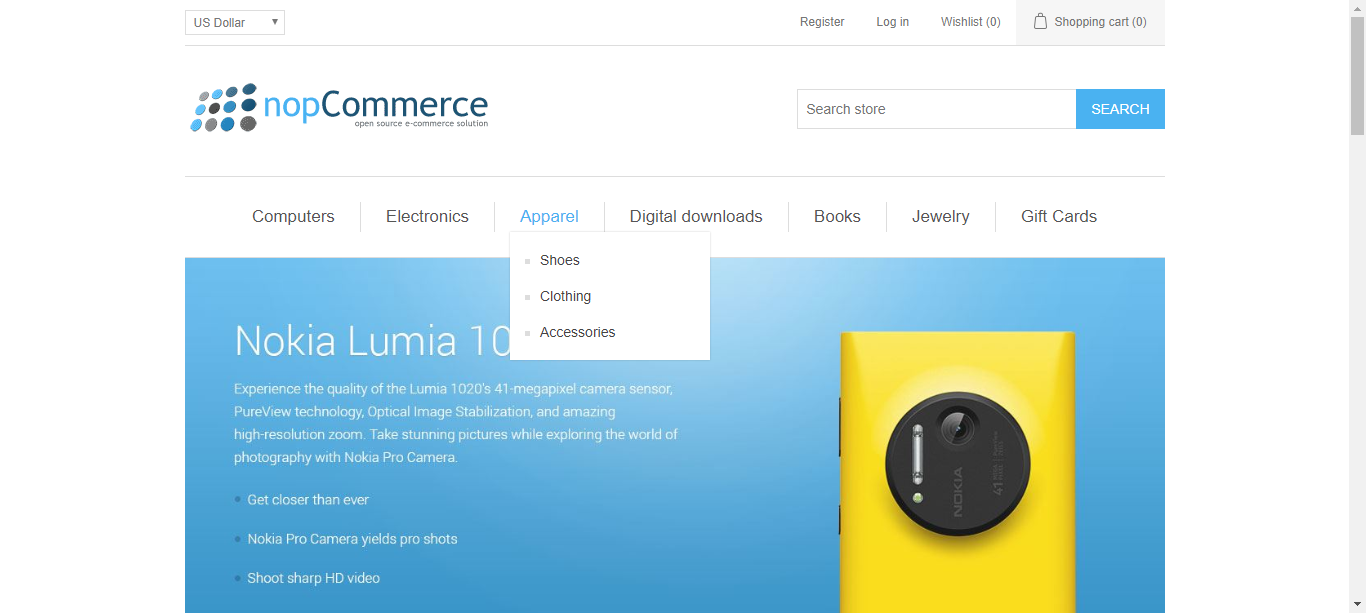 US Dollar
Register
Log in
Wishlist (0)
Shopping cart (0)
nopCommerce
open source e-commerce solution
Search store
SEARCH
Computers
Electronics
Apparel
Digital downloads
Books
Jewelry
Gift Cards
Shoes
Clothing
Accessories
Nokia Lumia 10
Experience the quality of the Lumia 1020's 41-megapixel camera sensor,
PureView technology, Optical Image Stabilization, and amazing
high-resolution zoom. Take stunning pictures while exploring the world of
photography with Nokia Pro Camera.
Get closer than ever
Nokia Pro Camera yields pro shots
Shoot sharp HD video
NOKIA
41